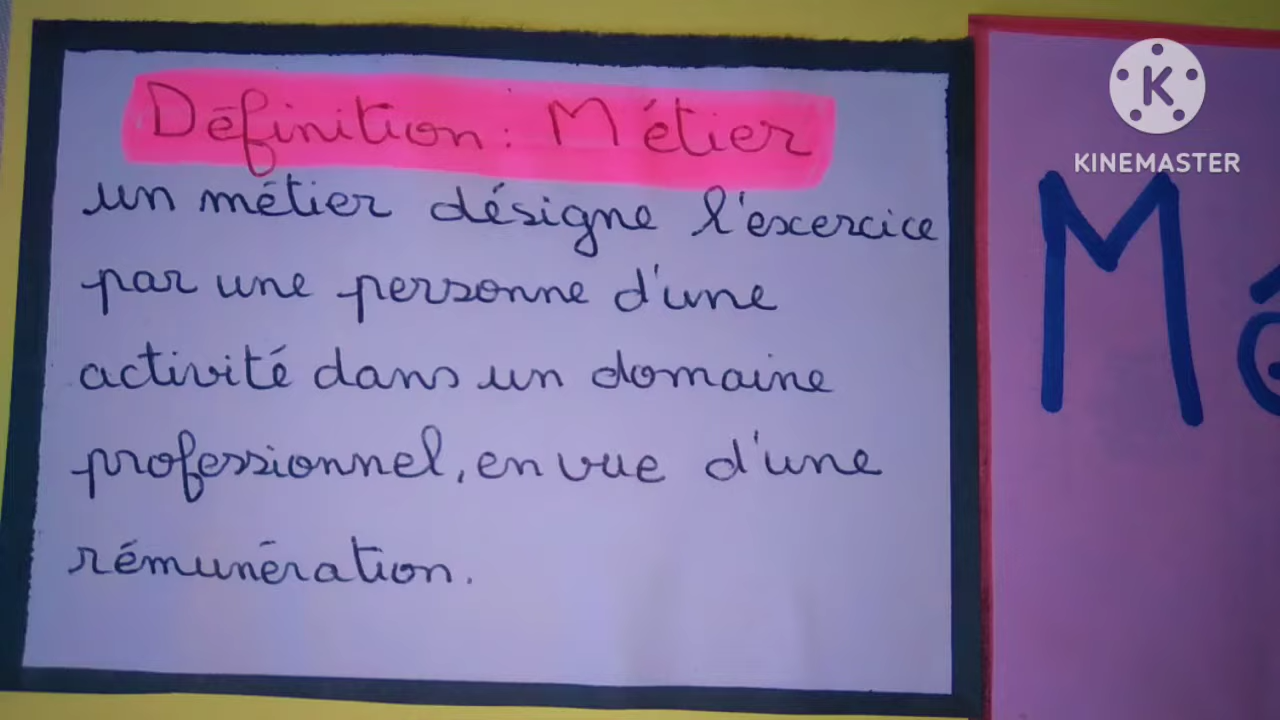 Définition : Métier
un métier désigne l'excercice
par une personne d'une
activité dans un domaine
professionnel, en vue d'une
rémunération.
KINEMASTER
Mé